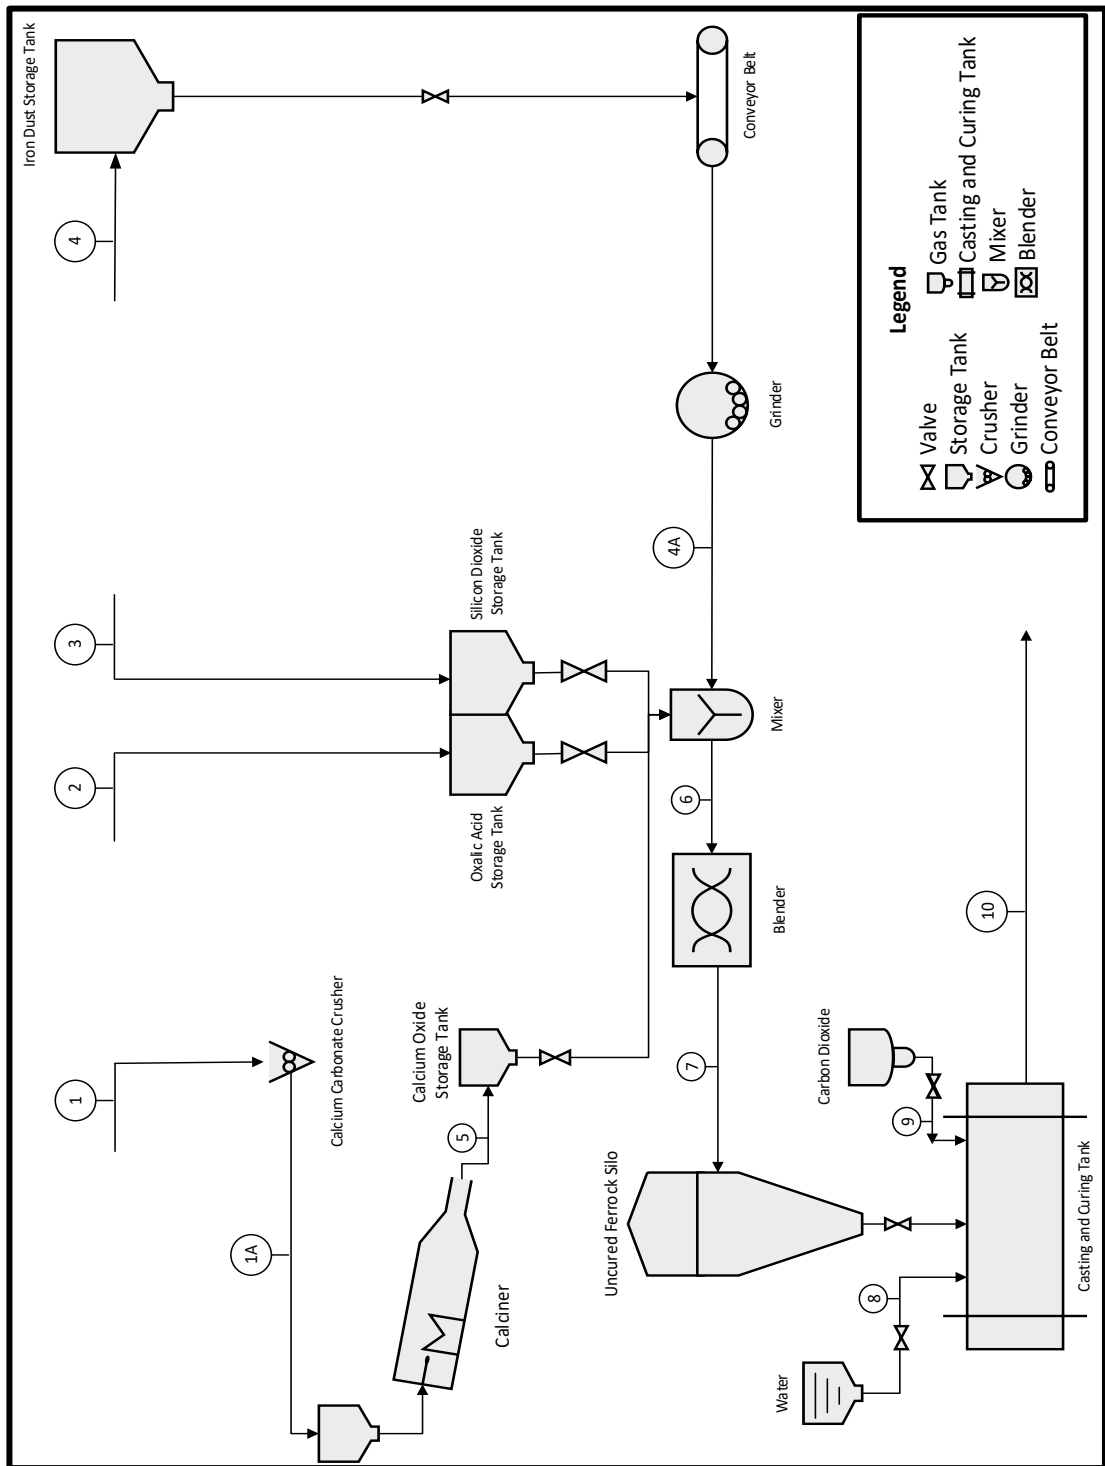 Iron Dust Storage Tank
1
2
3
4
1A
Calcium Carbonate Crusher
Calcium Oxide
Storage Tank
5
Oxalic Acid
Storage Tank
Silicon Dioxide
Storage Tank
Calciner
Uncured Ferrock Silo
7
6
4A
Blender
Mixer
Grinder
Conveyor Belt
Water
Carbon Dioxide
8
9
10
Casting and Curing Tank
Legend
Valve
Storage Tank
Crusher
Grinder
Conveyor Belt
Gas Tank
Casting and Curing Tank
Mixer
Blender